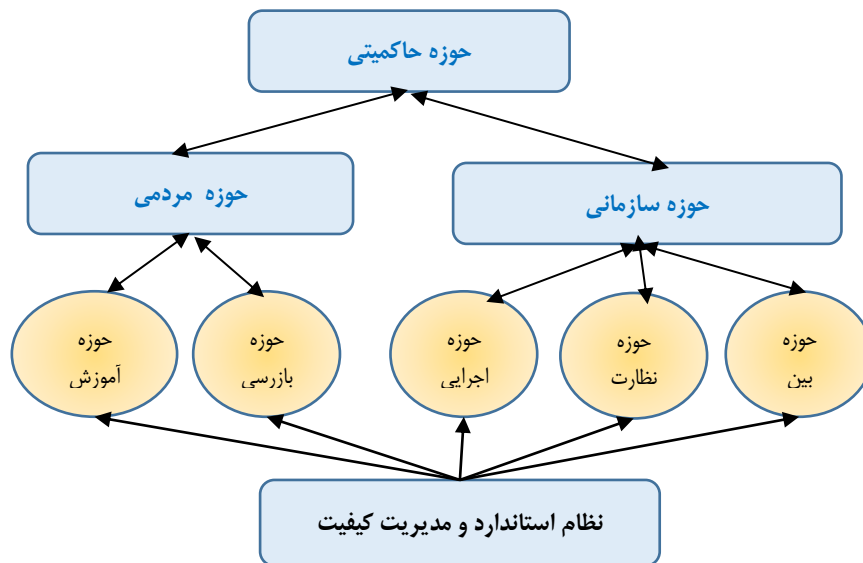 حوزه حاکمیتی
حوزه مردمی
حوزه سازمانی
حوزه
بین
حوزه
نظارت
حوزه
اجرایی
حوزه
بازرسی
حوزه
آموزش
نظام استاندارد و مدیریت کیفیت